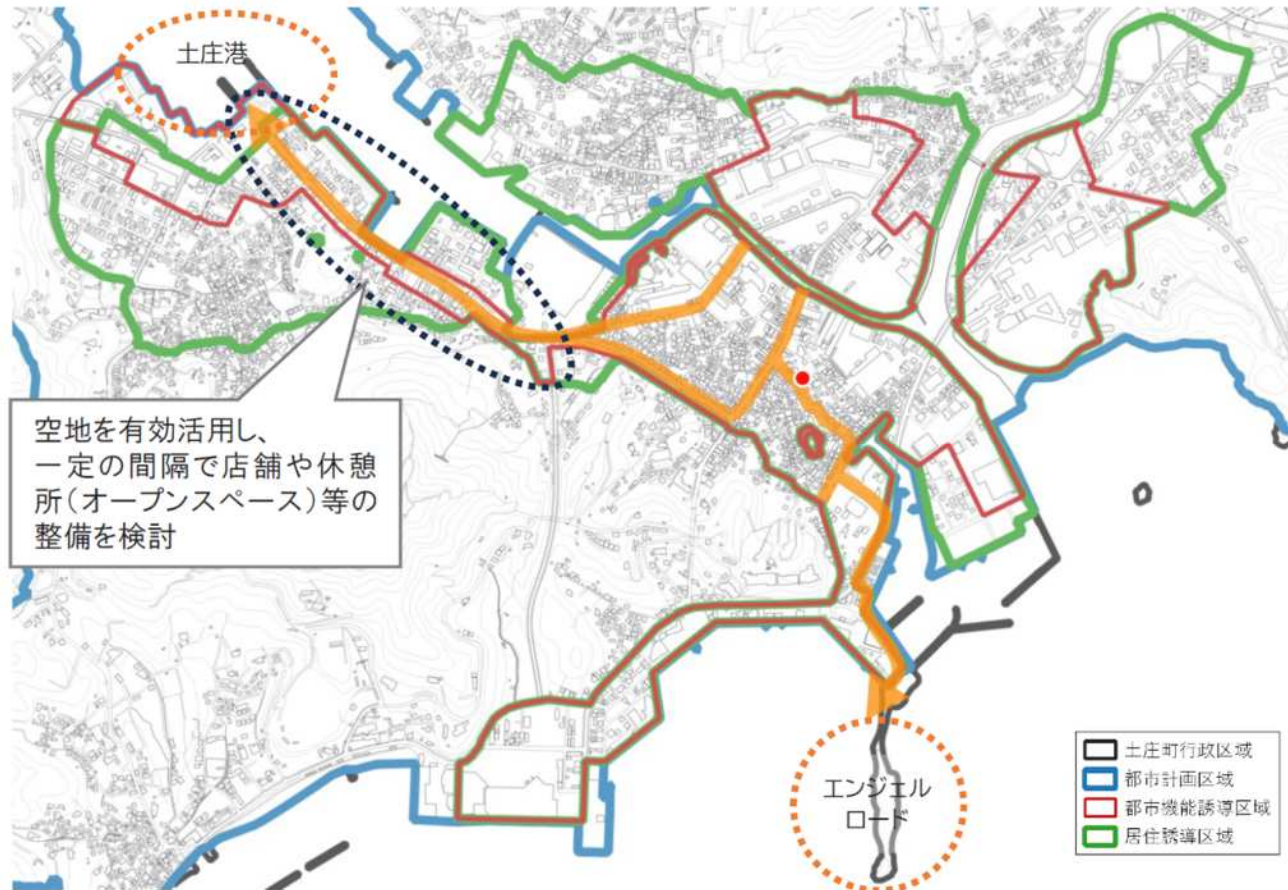 土庄港
空地を有効活用し、
一定の間隔で店舗や休憩
所(オープンスペース)等の
整備を検討
エンジェル
ロード
土庄町行政区域
都市計画区域
都市機能誘導区域
居住誘導区域